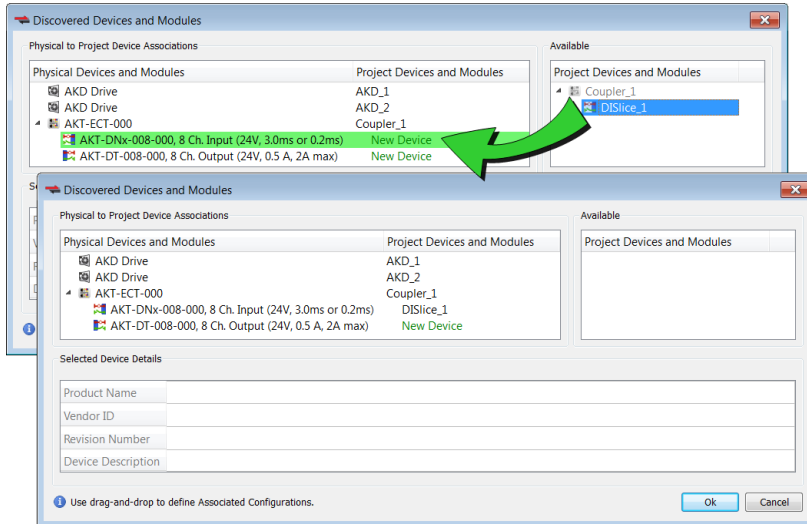 Discovered Devices and Modules
Physical to Project Device Associations
Available
Physical Devices and Modules Project Devices and Modules
Project Devices and Modules
AKD Drive AKD_1
Coupler_1
AKD Drive AKD_2
DISlice_1
AKT-ECT-000 Coupler_1
AKT-DNx-008-000, 8 Ch. Input (24V, 3.0ms or 0.2ms) New Device
AKT-DT-008-000, 8 Ch. Output (24V, 0.5 A, 2A max) New Device
Discovered Devices and Modules
Physical to Project Device Associations
Available
Physical Devices and Modules Project Devices and Modules
Project Devices and Modules
AKD Drive AKD_1
AKD Drive AKD_2
AKT-ECT-000 Coupler_1
AKT-DNx-008-000, 8 Ch. Input (24V, 3.0ms or 0.2ms) DISlice_1
AKT-DT-008-000, 8 Ch. Output (24V, 0.5 A, 2A max) New Device
Selected Device Details
Product Name
Vendor ID
Revision Number
Device Description
Use drag-and-drop to define Associated Configurations.
Ok
Cancel